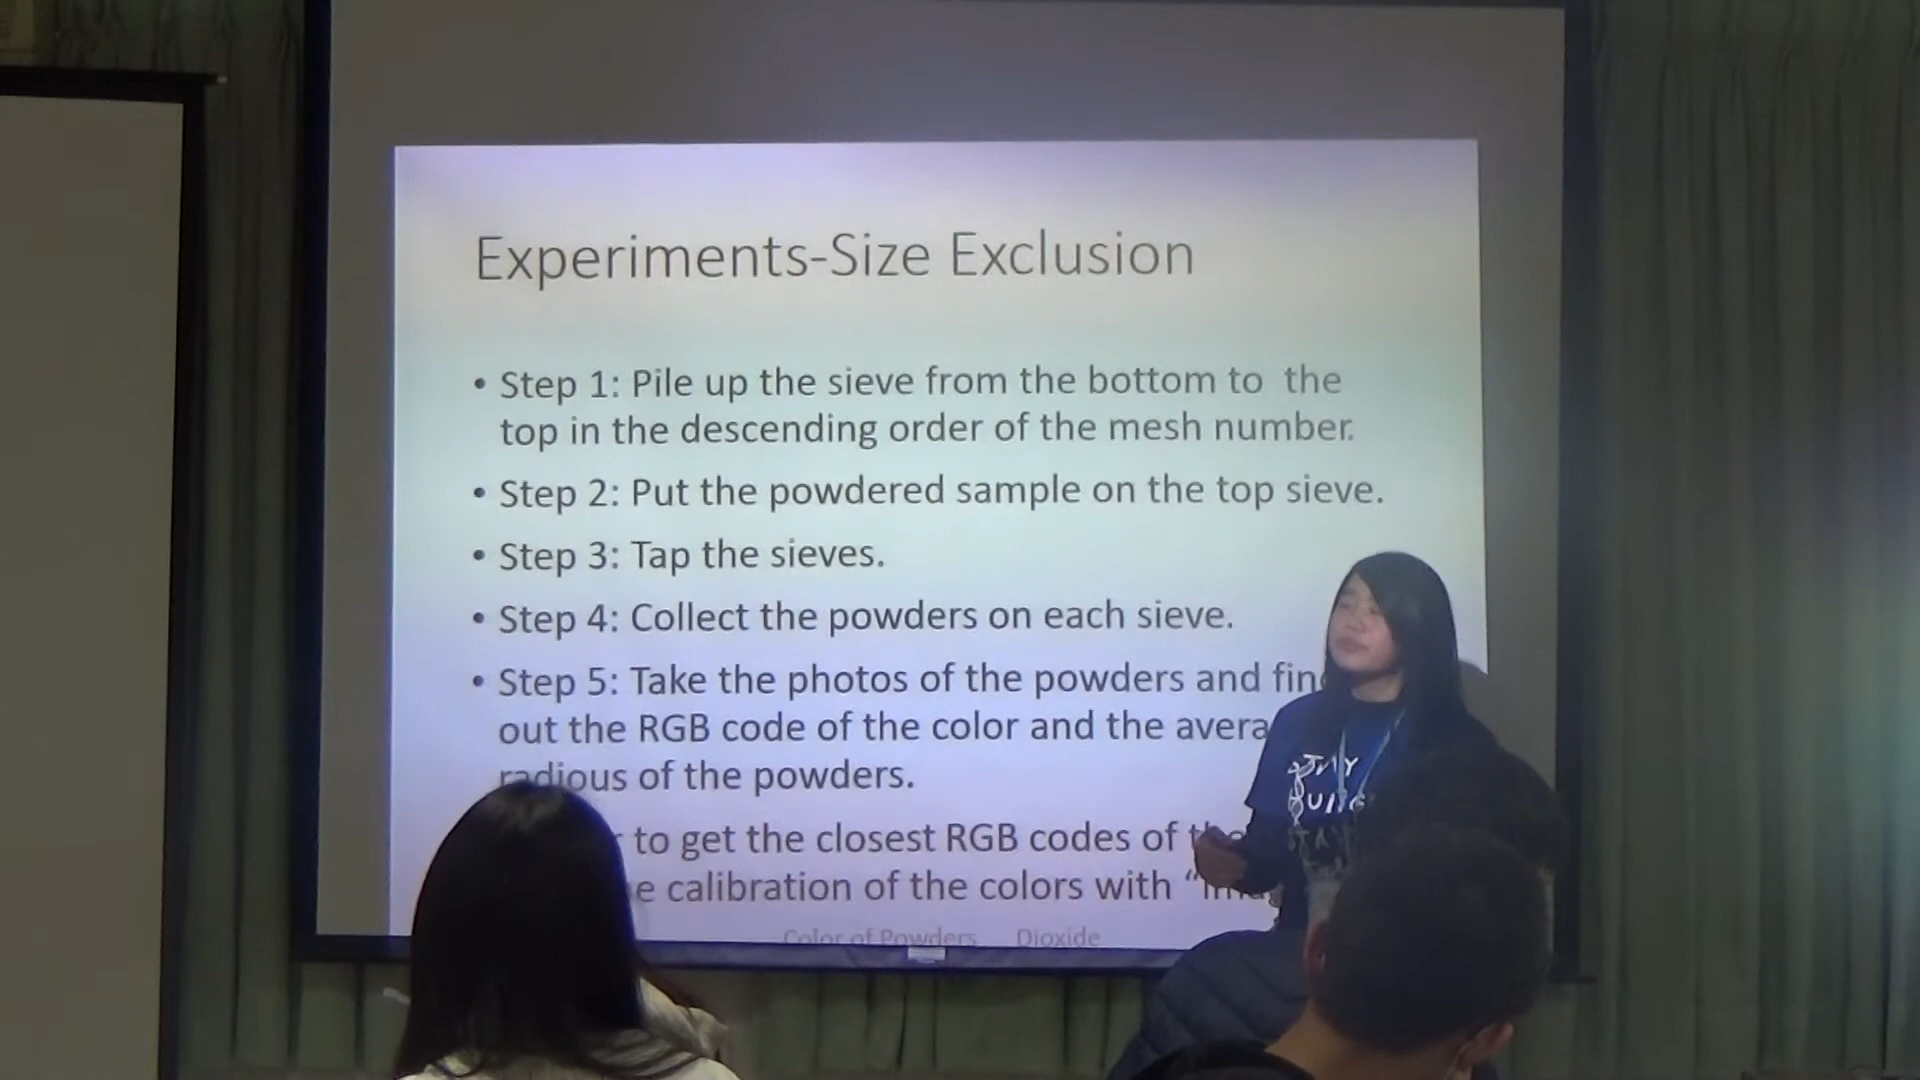 Experiments-Size Exclusion
• Step 1: Pile up the sieve from the bottom to the
top in the descending order of the mesh number.
• Step 2: Put the powdered sample on the top sieve.
• Step 3: Tap the sieves.
• Step 4: Collect the powders on each sieve.
• Step 5: Take the photos of the powders and find
out the RGB code of the color and the avera
radious of the powders.
to get the closest RGB codes of
calibration of the colors with "
Color of Powders Dioxide